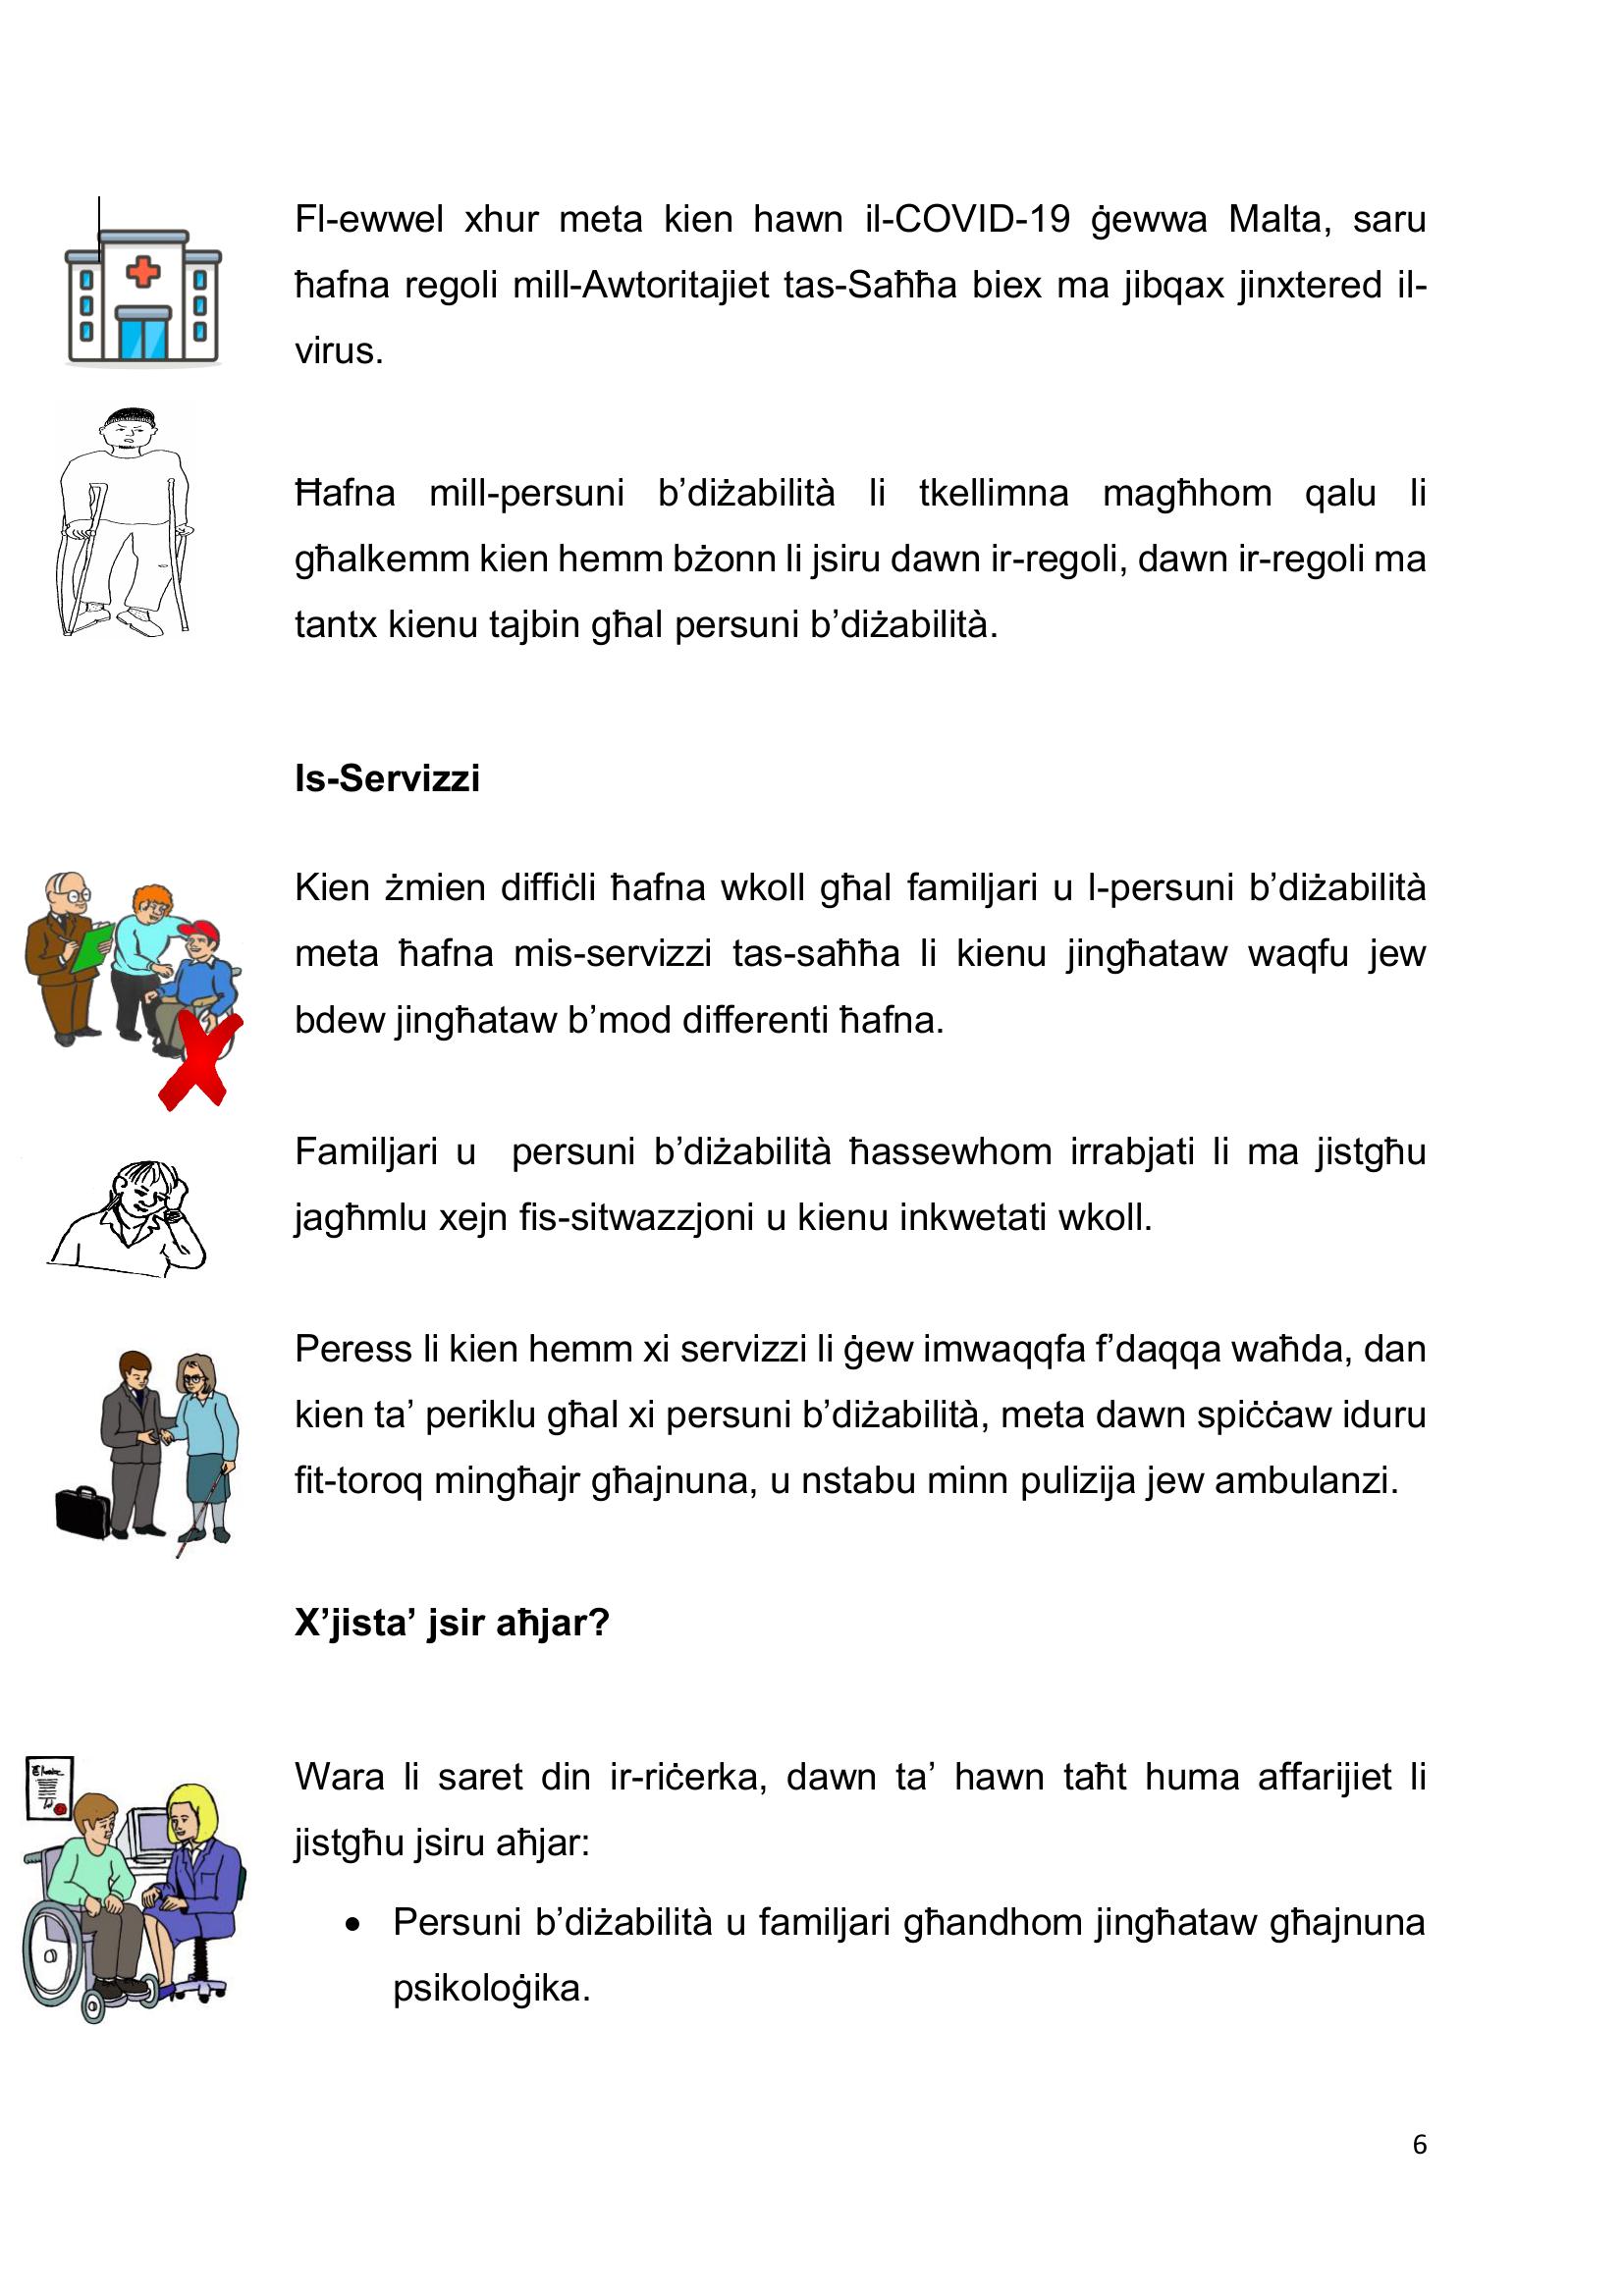 Fl-ewwel xhur meta kien hawn il-COVID-19 ġewwa Malta, saru
ħafna regoli mill-Awtoritajiet tas-Saħħa biex ma jibqax jinxtered il-
virus.
Ħafna mill-persuni b’diżabilità li tkellimna magħhom qalu li
għalkemm kien hemm bżonn li jsiru dawn ir-regoli, dawn ir-regoli ma
tantx kienu tajbin għal persuni b’diżabilità.
Is-Servizzi
Kien żmien diffiċli ħafna wkoll għal familjari u l-persuni b’diżabilità
meta ħafna mis-servizzi tas-saħħa li kienu jingħataw waqfu jew
bdew jingħataw b’mod differenti ħafna.
Familjari u persuni b’diżabilità ħassewhom irrabjati li ma jistgħu
jagħmlu xejn fis-sitwazzjoni u kienu inkwetati wkoll.
Peress li kien hemm xi servizzi li ġew imwaqqfa f’daqqa waħda, dan
kien ta’ periklu għal xi persuni b’diżabilità, meta dawn spiċċaw iduru
fit-toroq mingħajr għajnuna, u nstabu minn pulizija jew ambulanzi.
X’jista’ jsir aħjar?
Wara li saret din ir-riċerka, dawn ta’ hawn taħt huma affarijiet li
jistgħu jsiru aħjar:
• Persuni b’diżabilità u familjari għandhom jingħataw għajnuna
psikoloġika.
6